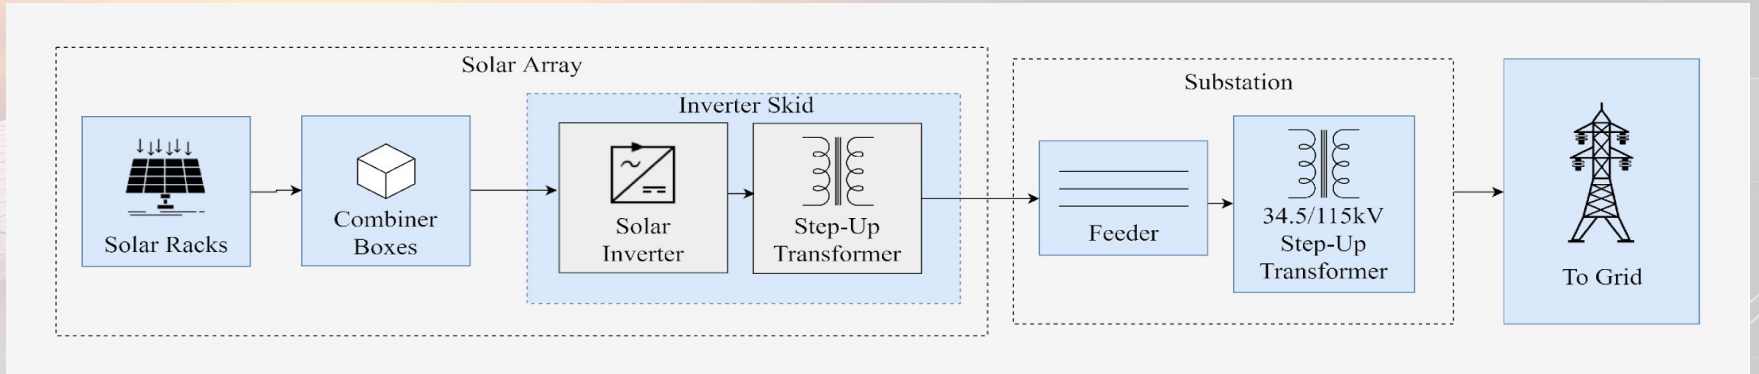 Solar Array
Solar Racks
Combiner
Boxes
Inverter Skid
Solar
Inverter
Step-Up
Transformer
Substation
Feeder
34.5/115kV
Step-Up
Transformer
To Grid